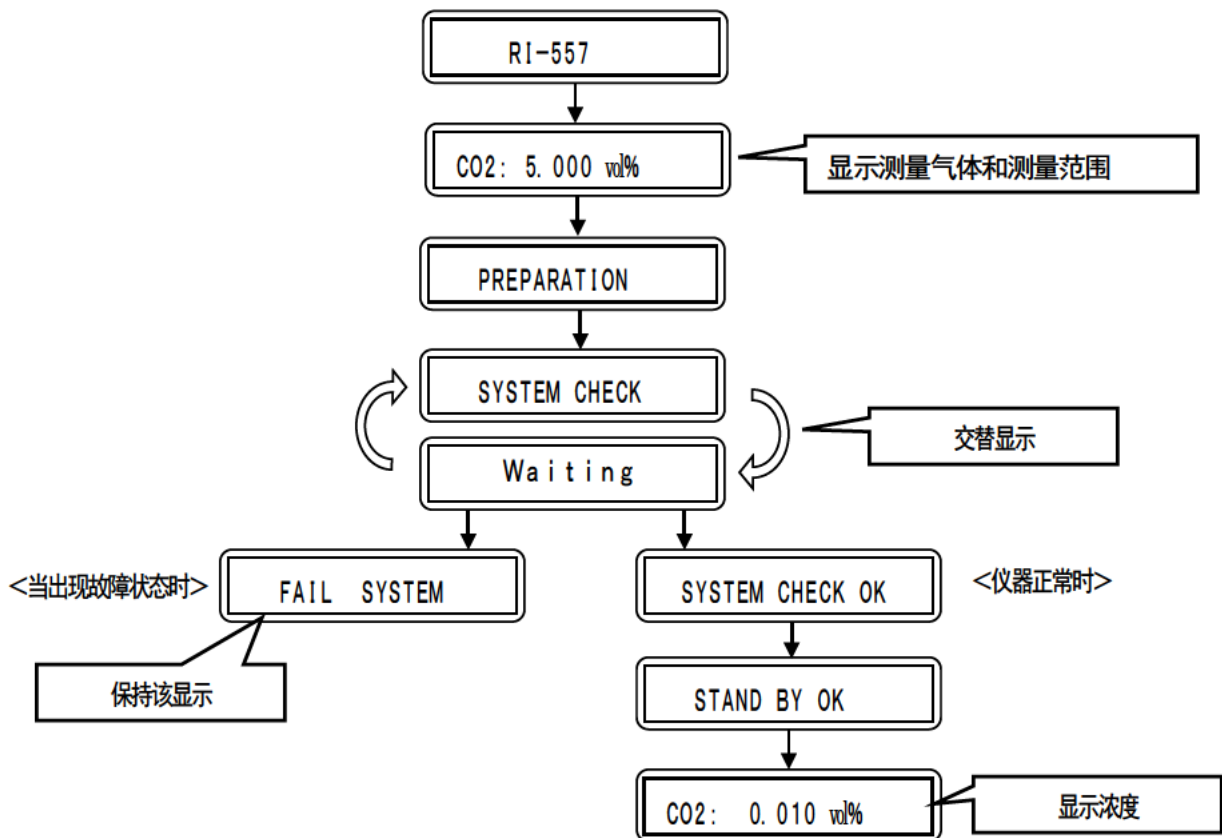 RI-557
CO2: 5.000 vol%
显示测量气体和测量范围
PREPARATION
SYSTEM CHECK
交替显示
Waiting
<当出现故障状态时>
FAIL SYSTEM
SYSTEM CHECK OK
<仪器正常时>
保持该显示
STAND BY OK
CO2: 0.010 vol%
显示浓度